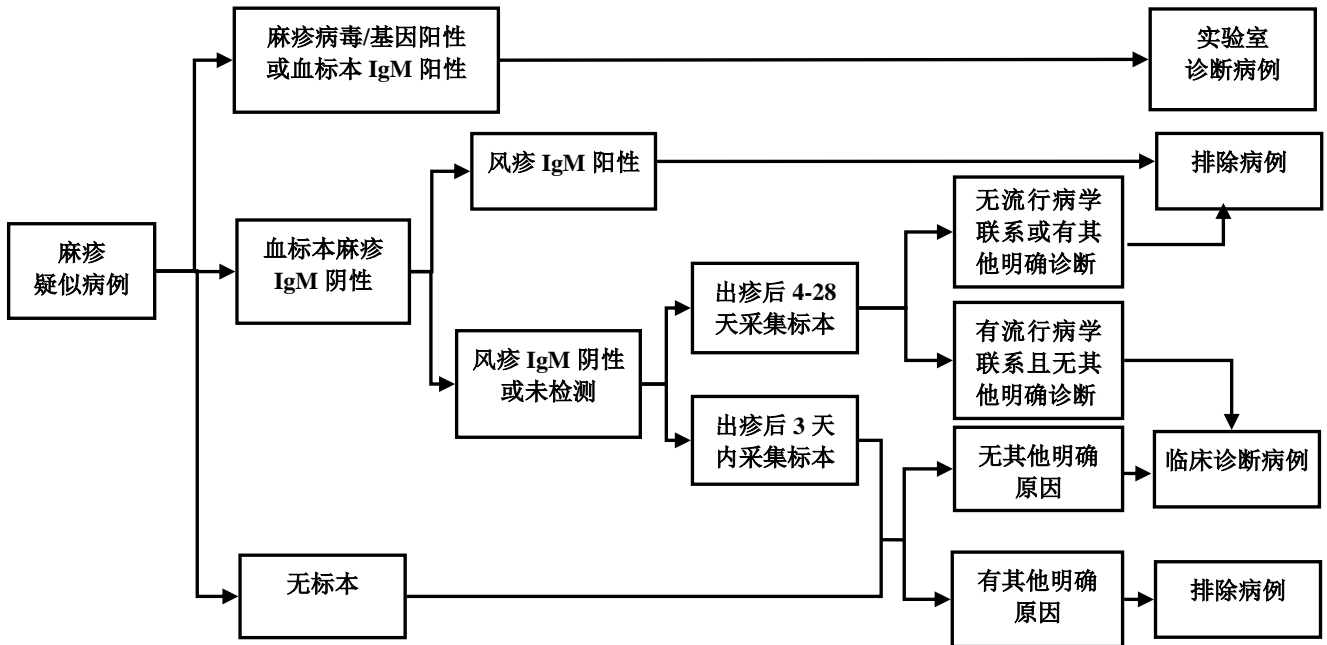 麻疹
疑似病例
麻疹病毒/基因阳性
或血标本 IgM 阳性
实验室
诊断病例
血标本麻疹
IgM 阴性
风疹 IgM 阳性
排除病例
风疹 IgM 阴性
或未检测
出疹后 4-28
天采集标本
无流行病学
联系或有其
他明确诊断
有流行病学
联系且无其
他明确诊断
临床诊断病例
出疹后 3 天
内采集标本
无标本
无其他明确
原因
有其他明确
原因
排除病例